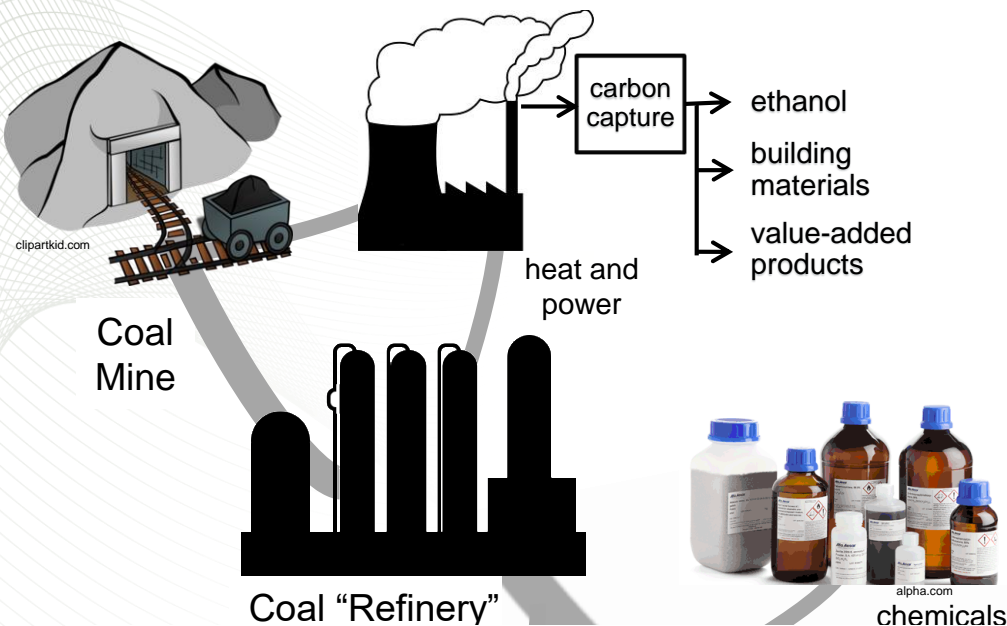 carbon
capture
ethanol
building
materials
value-added
products
clipartkid.com
heat and
power
Coal
Mine
Coal “Refinery”
alpha.com
chemicals